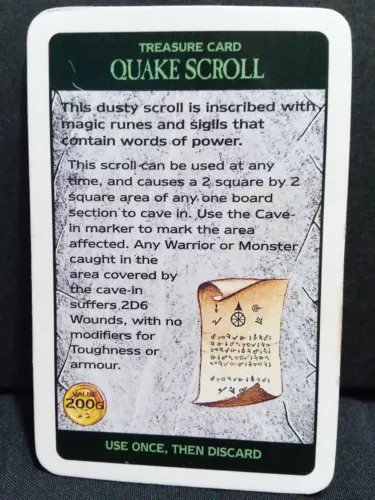 TREASURE CARD
QUAKE SCROLL
This dusty scroll is inscribed with
magic runes and sigils that
contain words of power.
This scroll can be used at any
time, and causes a 2 square by 2
square area of any one board
section to cave in. Use the Cave-
in marker to mark the area
affected. Any Warrior or Monster
caught in the
area covered by
the cave-in
suffers 2D6
Wounds, with no
modifiers for
Toughness or
armour.
VALUE
200G
USE ONCE, THEN DISCARD